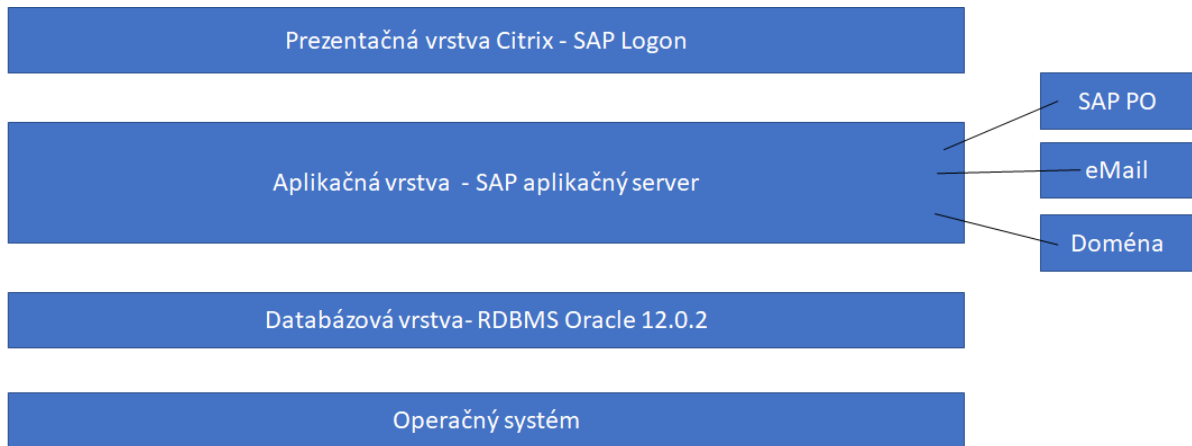 Prezentačná vrstva Citrix - SAP Logon
SAP PO
Aplikačná vrstva - SAP aplikačný server
eMail
Doména
Databázová vrstva- RDBMS Oracle 12.0.2
Operačný systém